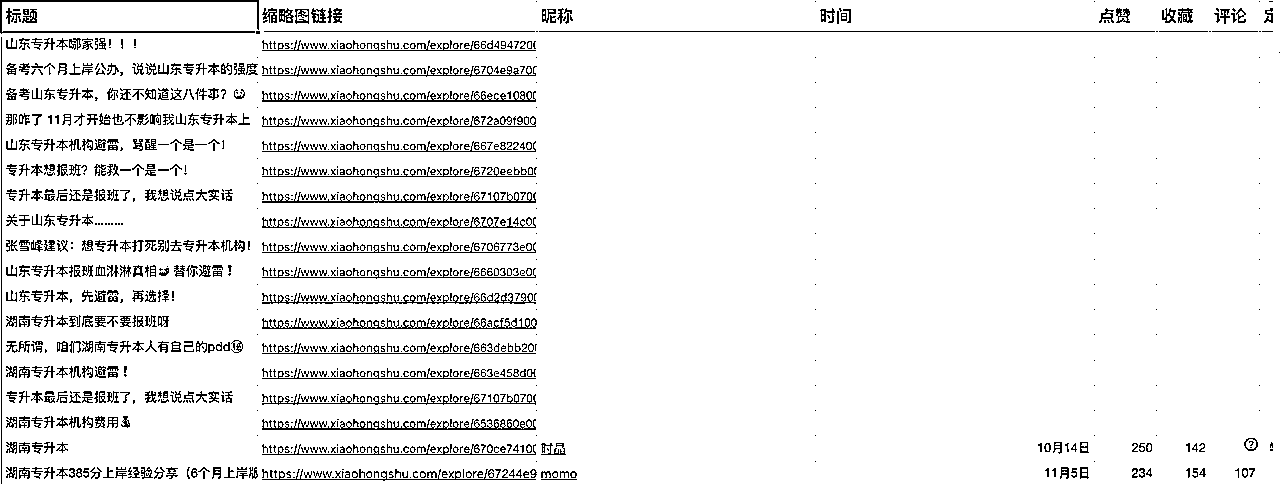 标题 缩略图链接 昵称 时间 点赞 收藏 评论
山东专升本哪家强！！！ https://www.xiaohongshu.com/explore/66d494720
备考六个月上岸公办，说说山东专升本的强度 https://www.xiaohongshu.com/explore/6704e9a70
备考山东专升本，你还不知道这八件事？ https://www.xiaohongshu.com/explore/66ece10800
那咋了 11月才开始也不影响我山东专升本上 https://www.xiaohongshu.com/explore/672a09f900
山东专升本机构避雷，骂醒一个是一个！ https://www.xiaohongshu.com/explore/667e822400
专升本想报班？能救一个是一个！ https://www.xiaohongshu.com/explore/6720eebb00
专升本最后还是报班了，我想说点大实话 https://www.xiaohongshu.com/explore/67107b0700
关于山东专升本……… https://www.xiaohongshu.com/explore/6707e14c00
张雪峰建议：想专升本打死别去专升本机构！ https://www.xiaohongshu.com/explore/6706773e00
山东专升本报班血淋淋真相 替你避雷！ https://www.xiaohongshu.com/explore/6660303e00
山东专升本，先避雷，再选择！ https://www.xiaohongshu.com/explore/66d2d37900
湖南专升本到底要不要报班呀 https://www.xiaohongshu.com/explore/66acf5d100
无所谓，咱们湖南专升本人有自己的pdd https://www.xiaohongshu.com/explore/663debb200
湖南专升本机构避雷！ https://www.xiaohongshu.com/explore/663e458d00
专升本最后还是报班了，我想说点大实话 https://www.xiaohongshu.com/explore/67107b0700
湖南专升本机构费用💰 https://www.xiaohongshu.com/explore/6536860e00
湖南专升本 https://www.xiaohongshu.com/explore/670ce74100 时品 10月14日 250 142
湖南专升本385分上岸经验分享（6个月上岸版 https://www.xiaohongshu.com/explore/67244e9 momo 11月5日 234 154 107